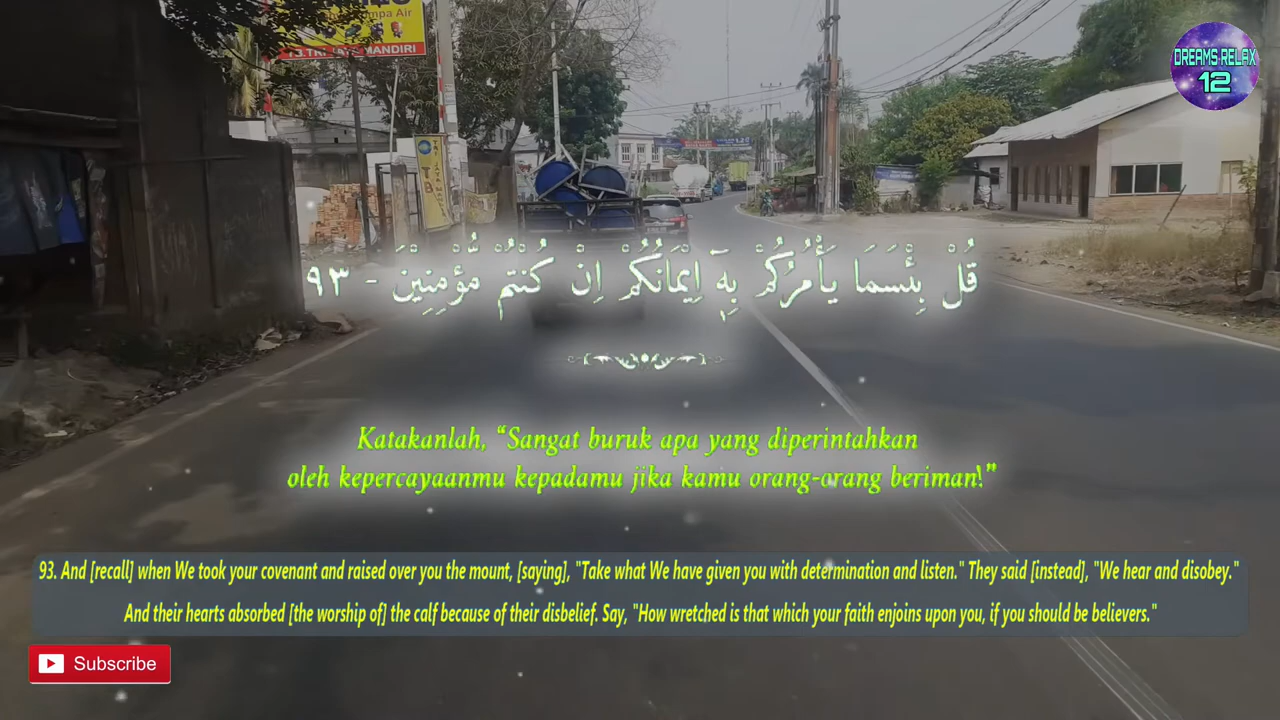 mpa Air
MANDIRI
DREAMS RELAX
12
قُلْ بِئْسَمَا يَأْمُرُكُمْ بِهٖٓ اِيْمَانُكُمْ اِنْ كُنْتُمْ مُّؤْمِنِيْنَ - ٩٣
Katakanlah, “Sangat buruk apa yang diperintahkan
oleh kepercayaanmu kepadamu jika kamu orang-orang beriman!”
93. And [recall] when We took your covenant and raised over you the mount, [saying], "Take what We have given you with determination and listen." They said [instead], "We hear and disobey."
And their hearts absorbed [the worship of] the calf because of their disbelief. Say, "How wretched is that which your faith enjoins upon you, if you should be believers."
Subscribe